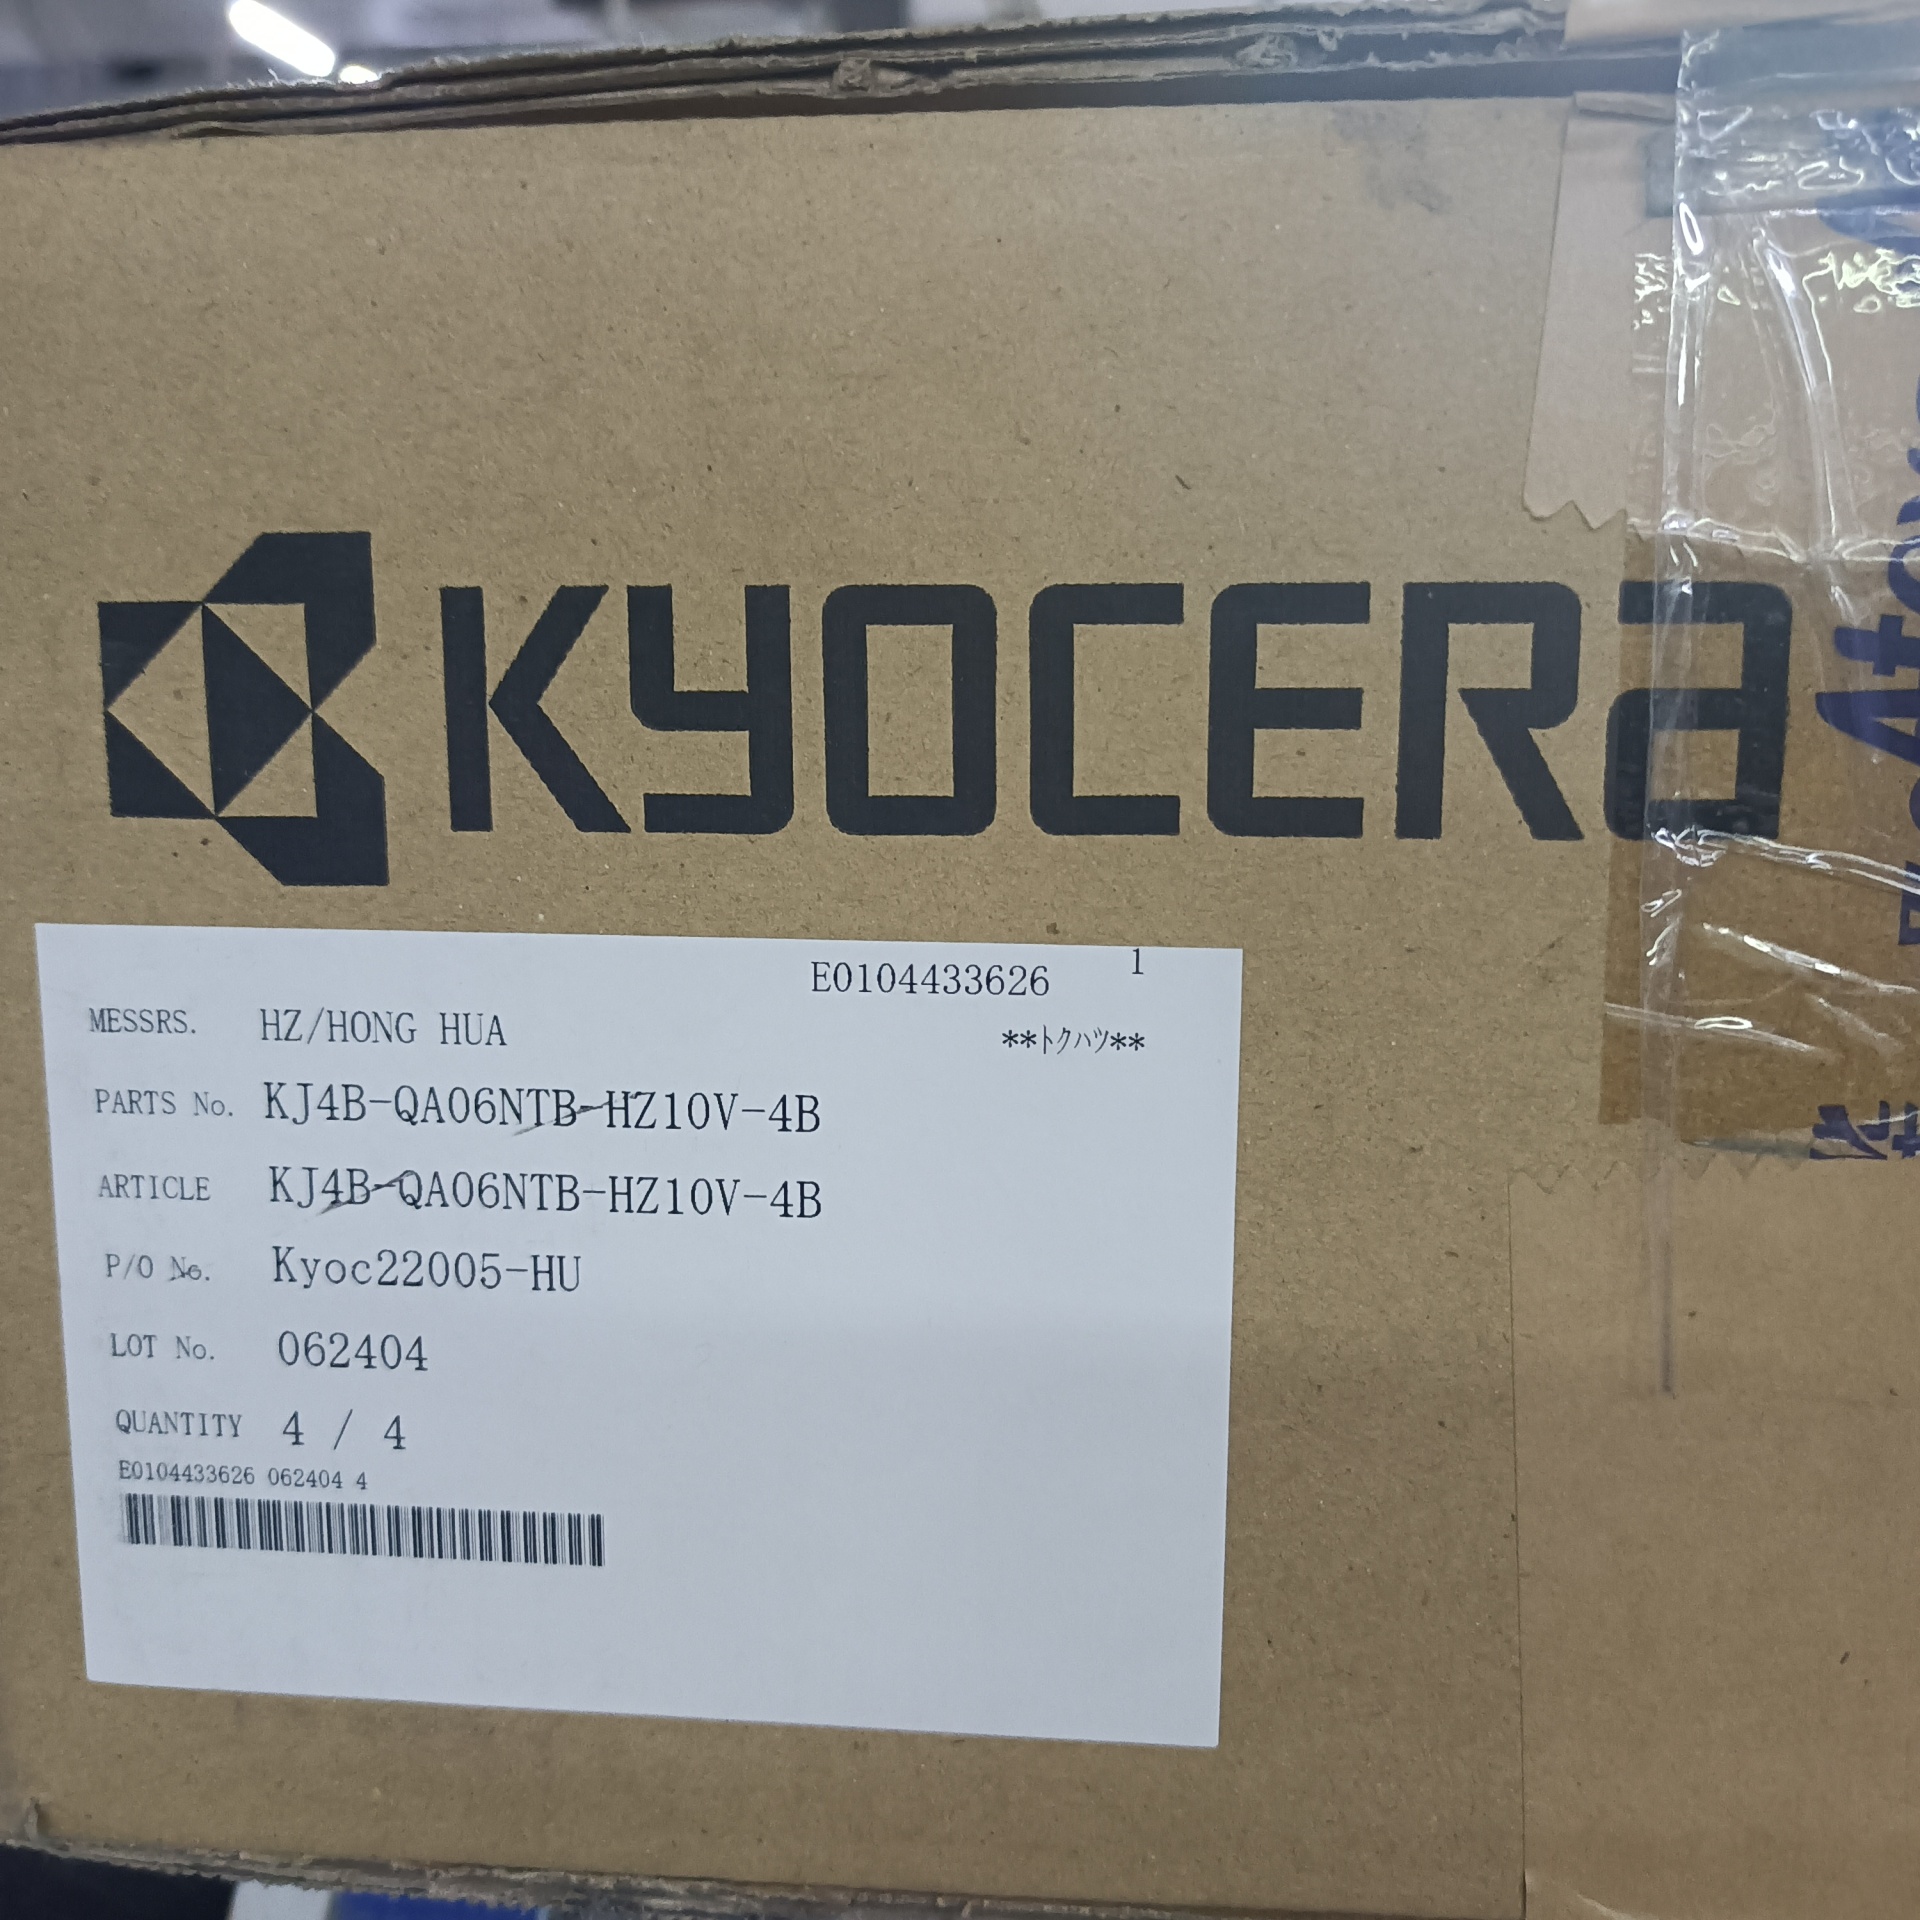 KYOCERA
E0104433626 1
MESSRS. HZ/HONG HUA
**トクハツ**
PARTS No. KJ4B-QA06NTB-HZ10V-4B
ARTICLE KJ4B-QA06NTB-HZ10V-4B
P/O No. Kyoc22005-HU
LOT No. 062404
QUANTITY 4 / 4
E0104433626 062404 4